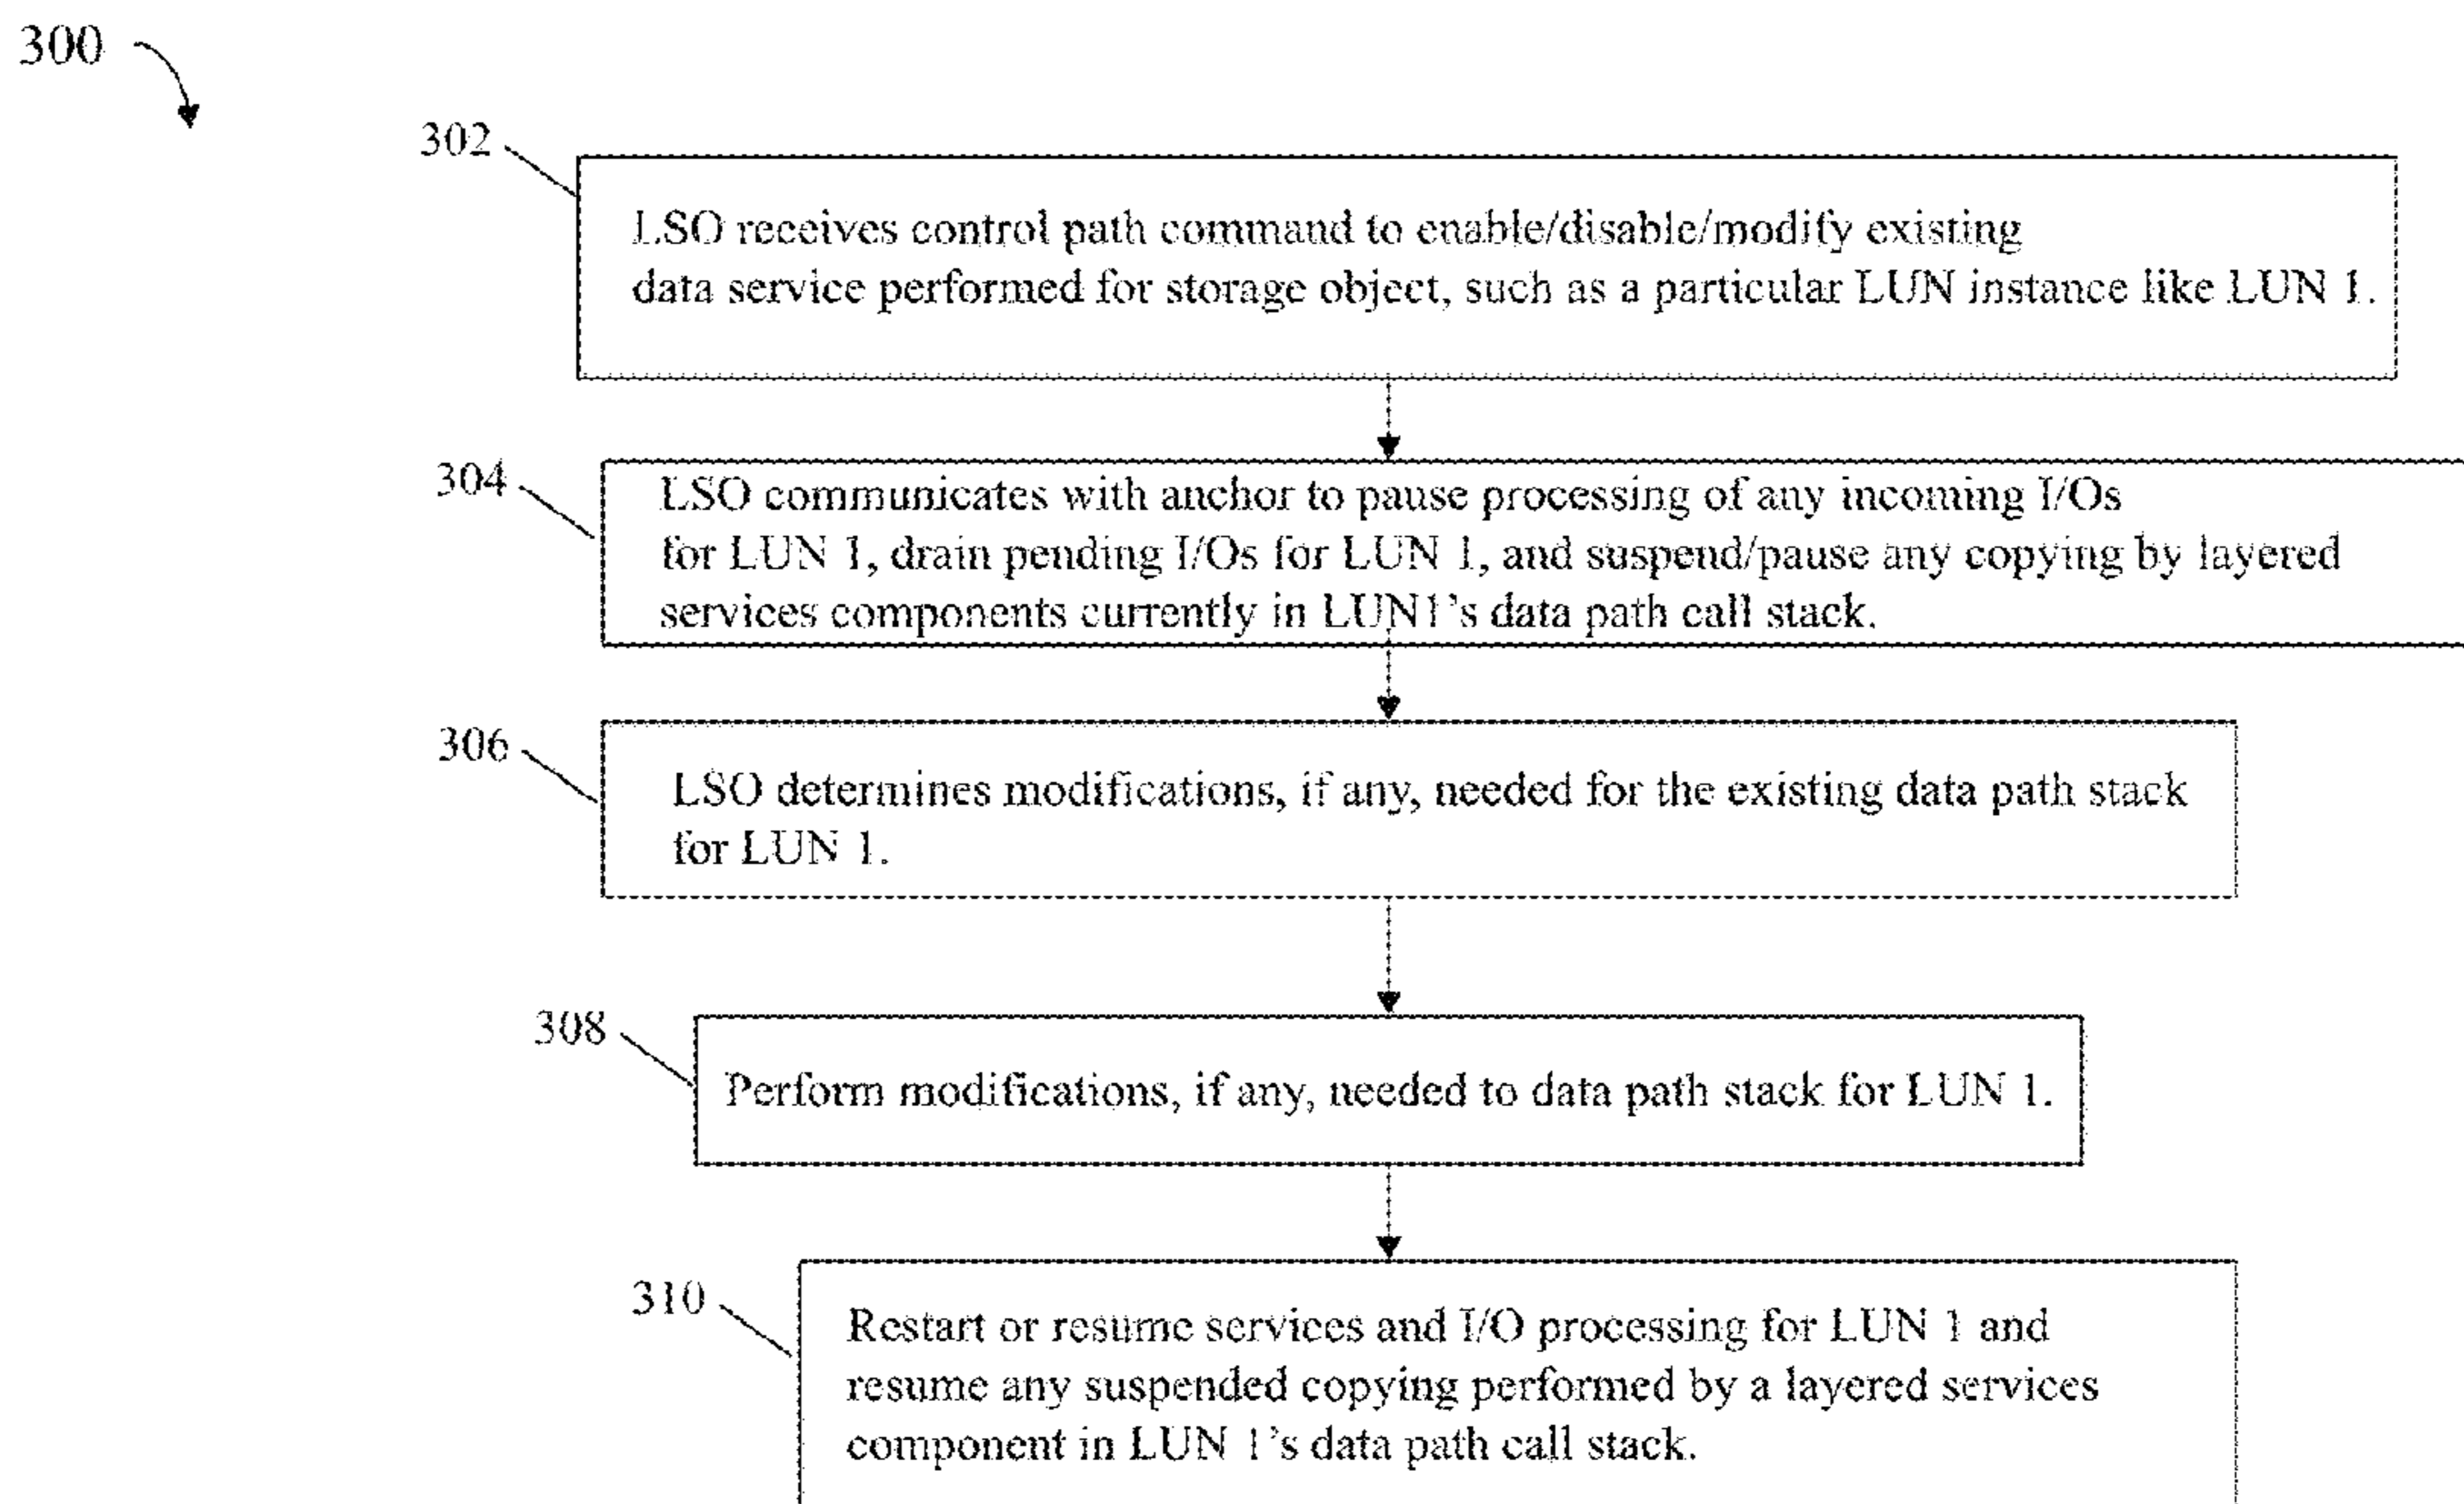 300
302
LSO receives control path command to enable/disable/modify existing
data service performed for storage object, such as a particular LUN instance like LUN 1.
304
LSO communicates with anchor to pause processing of any incoming I/Os
for LUN 1, drain pending I/Os for LUN 1, and suspend/pause any copying by layered
services components currently in LUN1's data path call stack.
306
LSO determines modifications, if any, needed for the existing data path stack
for LUN 1.
308
Perform modifications, if any, needed to data path stack for LUN 1.
310
Restart or resume services and I/O processing for LUN 1 and
resume any suspended copying performed by a layered services
component in LUN 1's data path call stack.